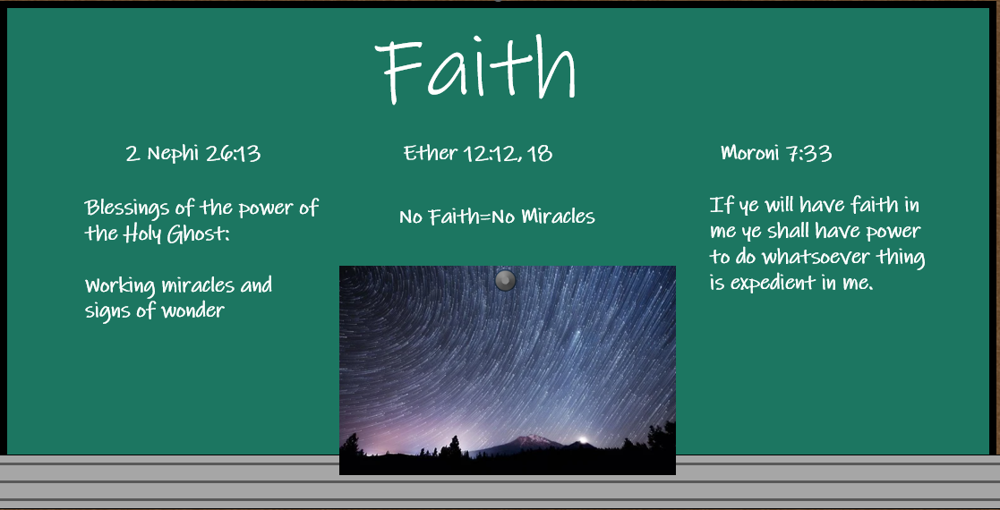 Faith
2 Nephi 26:13
Blessings of the power of
the Holy Ghost:
Working miracles and
signs of wonder
Ether 12:12, 18
No Faith=No Miracles
Moroni 7:33
If ye will have faith in
me ye shall have power
to do whatsoever thing
is expedient in me.